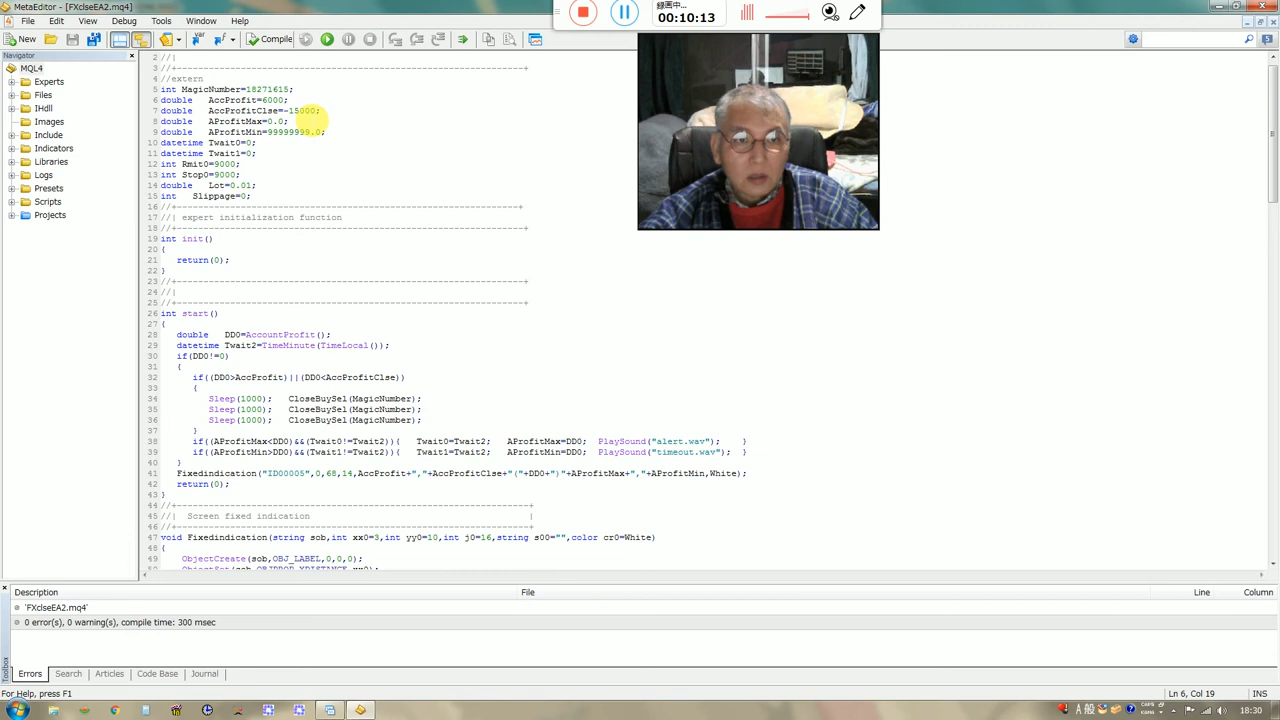 MetaEditor - [FXclseEA2.mq4]
File Edit View Debug Tools Window Help
New
Compile
録画中...
00:10:13
Navigator
MQL4
Experts
Files
IHdll
Images
Include
Indicators
Libraries
Logs
Presets
Scripts
Projects
2 //|
3 //+------------------------------------------------------------------+
4 //extern
5 int MagicNumber=18271615;
6 double AccProfit=6000;
7 double AccProfitClse=-15000;
8 double AProfitMax=0.0;
9 double AProfitMin=99999999.0;
10 datetime Twait0=0;
11 datetime Twait1=0;
12 int Rmit0=9000;
13 int Stop0=9000;
14 double Lot=0.01;
15 int Slippage=0;
16 //+------------------------------------------------------------------+
17 //| expert initialization function
18 //+------------------------------------------------------------------+
19 int init()
20 {
21 return(0);
22 }
23 //+------------------------------------------------------------------+
24 //|
25 //+------------------------------------------------------------------+
26 int start()
27 {
28 double DD0=AccountProfit();
29 datetime Twait2=TimeMinute(TimeLocal());
30 if(DD0!=0)
31 {
32 if((DD0>AccProfit)||(DD0<AccProfitClse))
33 {
34 Sleep(1000); CloseBuySel(MagicNumber);
35 Sleep(1000); CloseBuySel(MagicNumber);
36 Sleep(1000); CloseBuySel(MagicNumber);
37 }
38 if((AProfitMax<DD0)&&(Twait0!=Twait2)){ Twait0=Twait2; AProfitMax=DD0; PlaySound("alert.wav"); }
39 if((AProfitMin>DD0)&&(Twait1!=Twait2)){ Twait1=Twait2; AProfitMin=DD0; PlaySound("timeout.wav"); }
40 }
41 Fixedindication("ID00005",0,68,14,AccProfit+","+AccProfitClse+"("+DD0+")"+AProfitMax+","+AProfitMin,White);
42 return(0);
43 }
44 //+------------------------------------------------------------------+
45 //| Screen fixed indication |
46 //+------------------------------------------------------------------+
47 void Fixedindication(string sob,int xx0=3,int yy0=10,int j0=16,string s00="",color cr0=White)
48 {
49 ObjectCreate(sob,OBJ_LABEL,0,0,0);
Description File Line Column
'FXclseEA2.mq4'
0 error(s), 0 warning(s), compile time: 300 msec
Toolbox
Errors Search Articles Code Base Journal
For Help, press F1
Ln 6, Col 19
INS
18:30